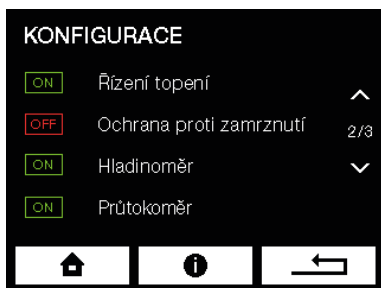 KONFIGURACE
ON Řízení topení
OFF Ochrana proti zamrznutí
2/3
ON Hladinoměr
ON Průtokoměr